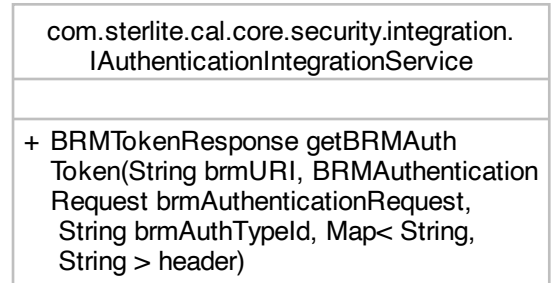 com.sterlite.cal.core.security.integration.
IAuthenticationIntegrationService
+ BRMTokenResponse getBRMAuth
Token(String brmURI, BRMAuthentication
Request brmAuthenticationRequest,
String brmAuthTypeId, Map< String,
String > header)